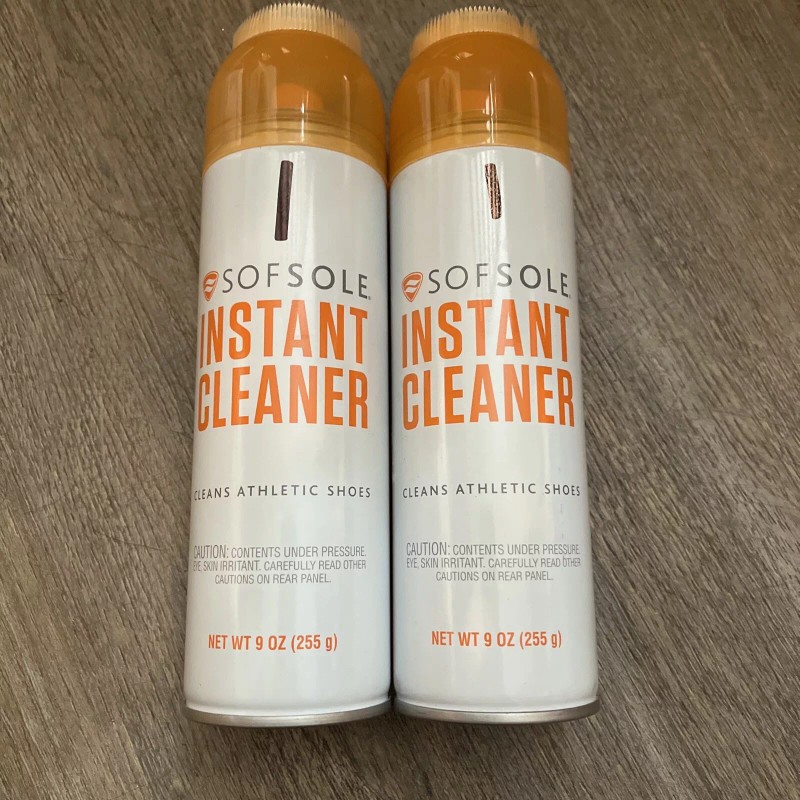 SOFSOLE®
INSTANT
CLEANER
CLEANS ATHLETIC SHOES
CAUTION: CONTENTS UNDER PRESSURE.
EYE, SKIN IRRITANT. CAREFULLY READ OTHER
CAUTIONS ON REAR PANEL.
NET WT 9 OZ (255 g)
SOFSOLE®
INSTANT
CLEANER
CLEANS ATHLETIC SHOES
CAUTION: CONTENTS UNDER PRESSURE.
EYE, SKIN IRRITANT. CAREFULLY READ OTHER
CAUTIONS ON REAR PANEL.
NET WT 9 OZ (255 g)